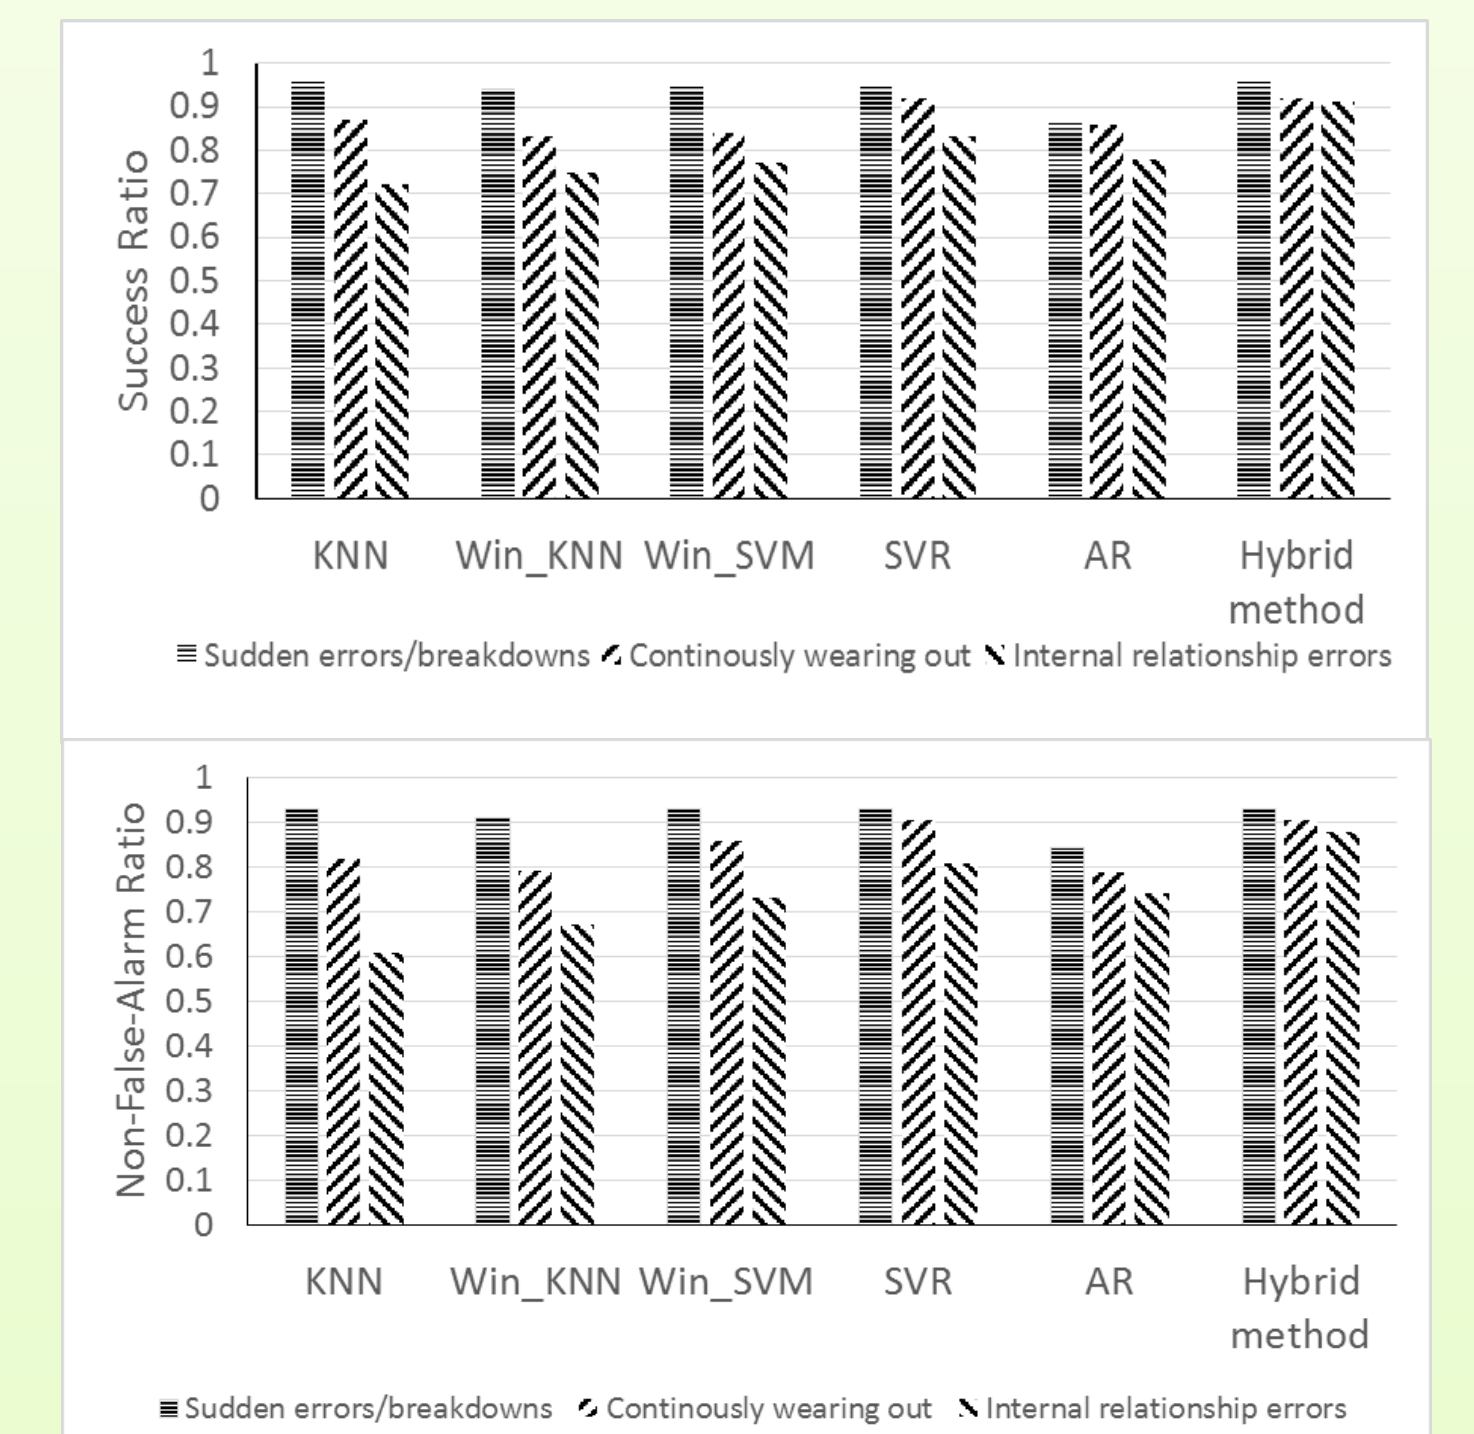 1
0.9
0.8
0.7
0.6
0.5
0.4
0.3
0.2
0.1
0
Success Ratio
KNN Win_KNN Win_SVM SVR AR Hybrid
method
Sudden errors/breakdowns Continously wearing out Internal relationship errors
1
0.9
0.8
0.7
0.6
0.5
0.4
0.3
0.2
0.1
0
Non-False-Alarm Ratio
KNN Win_KNN Win_SVM SVR AR Hybrid
method
Sudden errors/breakdowns Continously wearing out Internal relationship errors